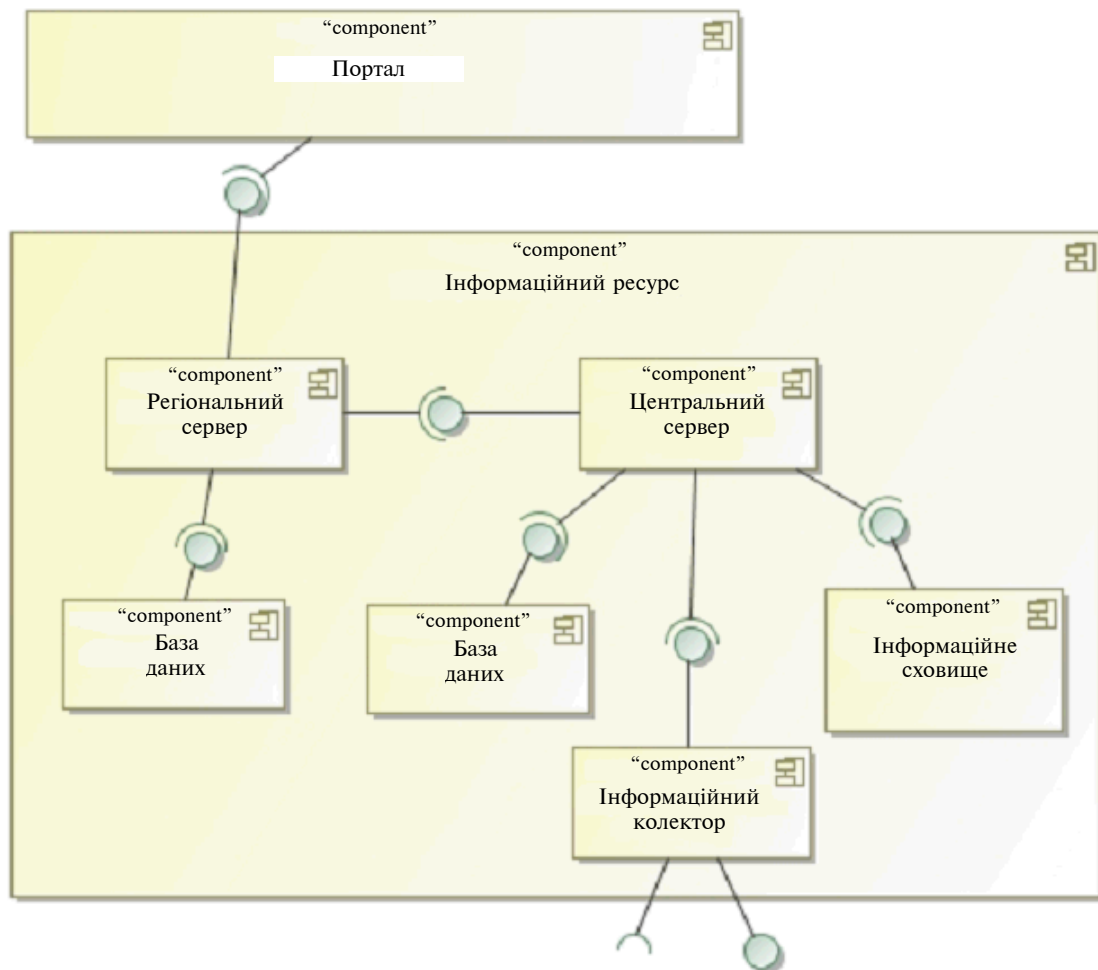 “component”
Портал
“component”
Інформаційний ресурс
“component”
Регіональний
сервер
“component”
Центральний
сервер
“component”
База
даних
“component”
База
даних
“component”
Інформаційне
сховище
“component”
Інформаційний
колектор